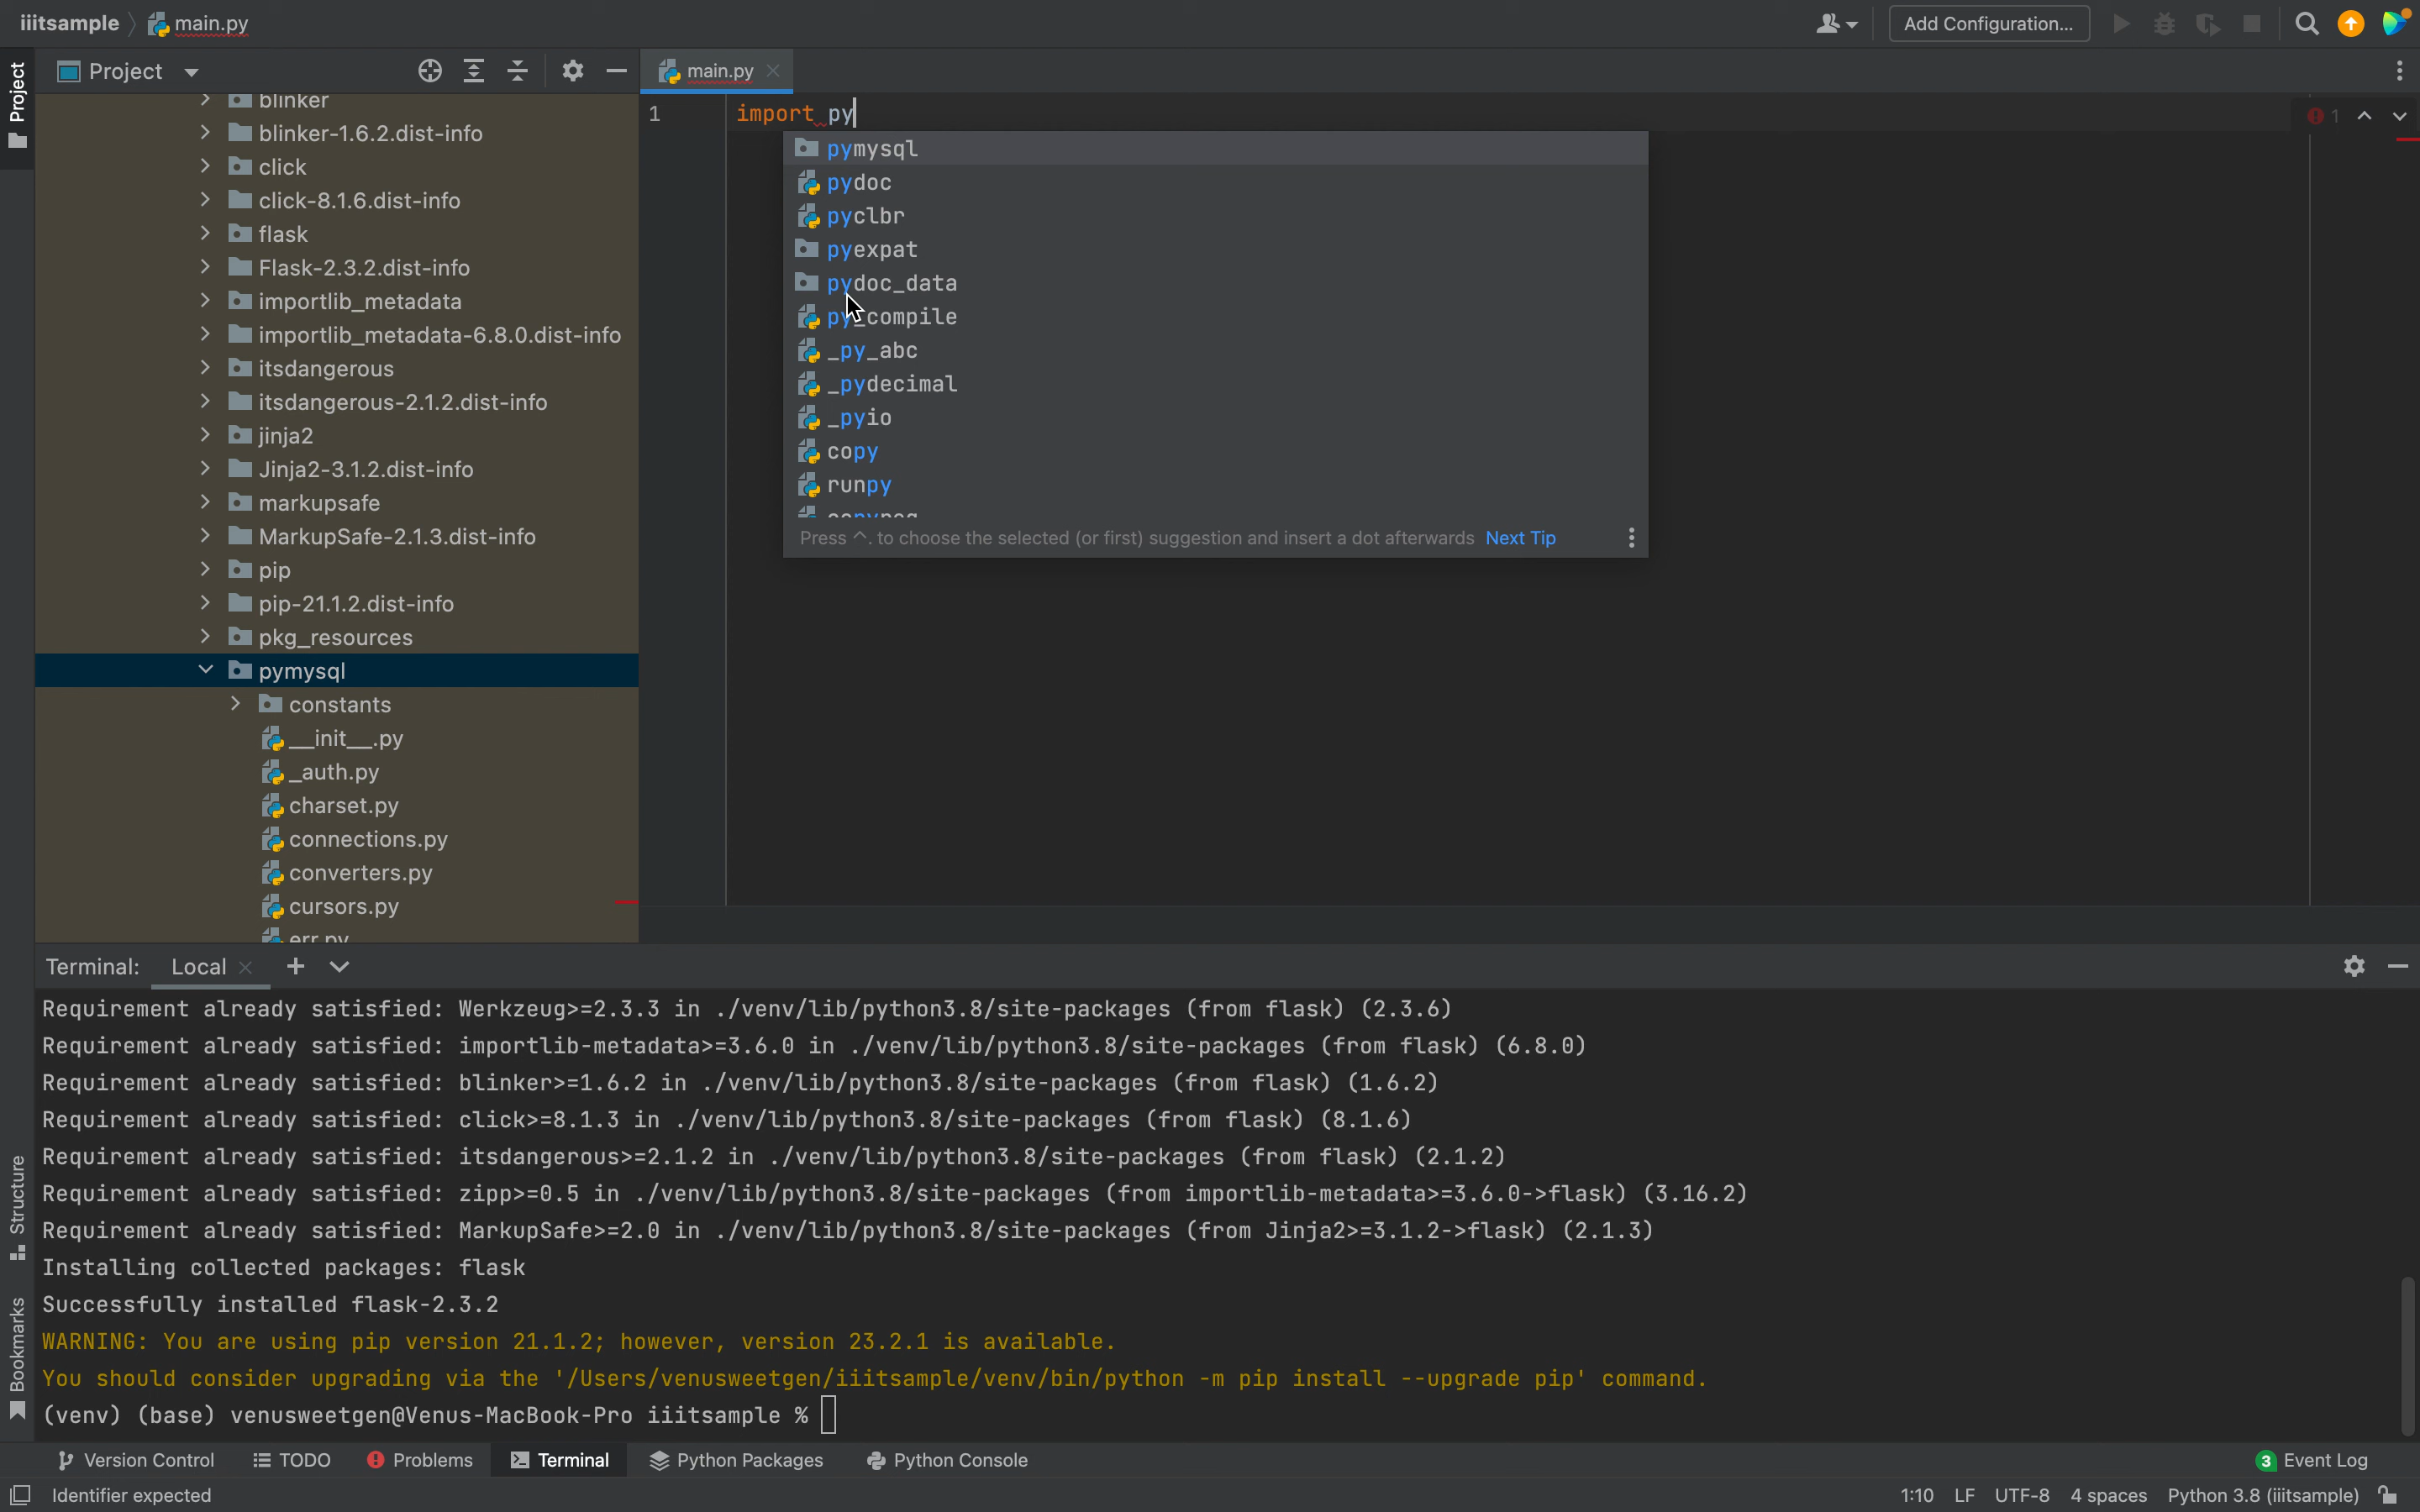 iiitsample
main.py
Add Configuration...
Project
Project
main.py
blinker
blinker-1.6.2.dist-info
click
click-8.1.6.dist-info
flask
Flask-2.3.2.dist-info
importlib_metadata
importlib_metadata-6.8.0.dist-info
itsdangerous
itsdangerous-2.1.2.dist-info
jinja2
Jinja2-3.1.2.dist-info
markupsafe
MarkupSafe-2.1.3.dist-info
pip
pip-21.1.2.dist-info
pkg_resources
pymysql
constants
__init__.py
_auth.py
charset.py
connections.py
converters.py
cursors.py
err.py
1 import py
1
pymysql
pydoc
pyclbr
pyexpat
pydoc_data
py_compile
_py_abc
_pydecimal
_pyio
copy
runpy
Press ^. to choose the selected (or first) suggestion and insert a dot afterwards Next Tip
Terminal: Local
Requirement already satisfied: Werkzeug>=2.3.3 in ./venv/lib/python3.8/site-packages (from flask) (2.3.6)
Requirement already satisfied: importlib-metadata>=3.6.0 in ./venv/lib/python3.8/site-packages (from flask) (6.8.0)
Requirement already satisfied: blinker>=1.6.2 in ./venv/lib/python3.8/site-packages (from flask) (1.6.2)
Requirement already satisfied: click>=8.1.3 in ./venv/lib/python3.8/site-packages (from flask) (8.1.6)
Requirement already satisfied: itsdangerous>=2.1.2 in ./venv/lib/python3.8/site-packages (from flask) (2.1.2)
Requirement already satisfied: zipp>=0.5 in ./venv/lib/python3.8/site-packages (from importlib-metadata>=3.6.0->flask) (3.16.2)
Requirement already satisfied: MarkupSafe>=2.0 in ./venv/lib/python3.8/site-packages (from Jinja2>=3.1.2->flask) (2.1.3)
Installing collected packages: flask
Successfully installed flask-2.3.2
WARNING: You are using pip version 21.1.2; however, version 23.2.1 is available.
You should consider upgrading via the '/Users/venusweetgen/iiitsample/venv/bin/python -m pip install --upgrade pip' command.
(venv) (base) venusweetgen@Venus-MacBook-Pro iiitsample %
Structure
Bookmarks
Version Control TODO Problems Terminal Python Packages Python Console 3 Event Log
Identifier expected 1:10 LF UTF-8 4 spaces Python 3.8 (iiitsample)